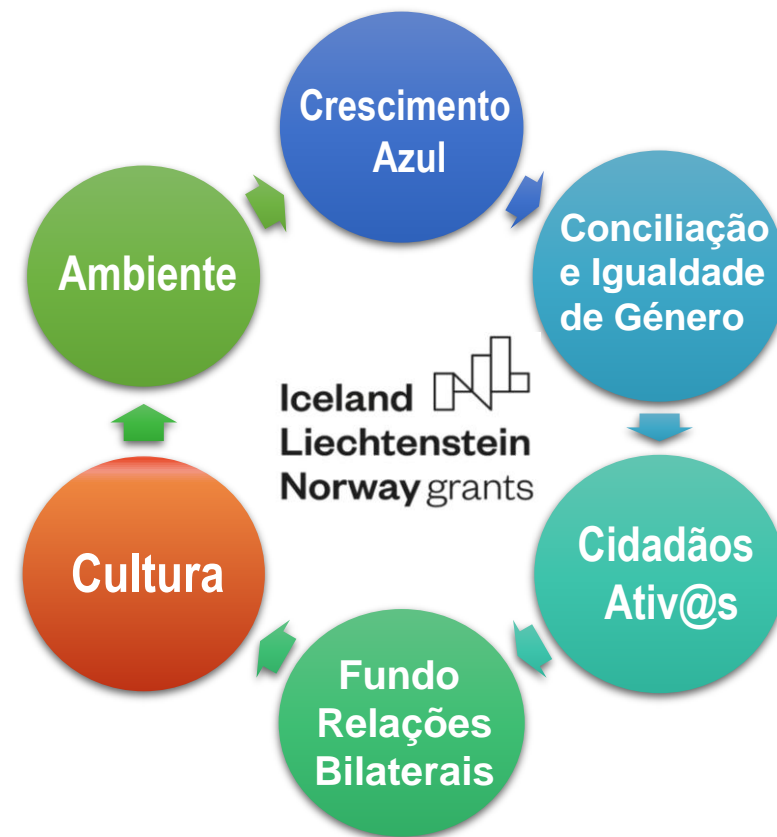 Crescimento
Azul
Conciliação
e Igualdade
de Género
Cidadãos
Ativ@s
Fundo
Relações
Bilaterais
Cultura
Ambiente
Iceland
Liechtenstein
Norway grants